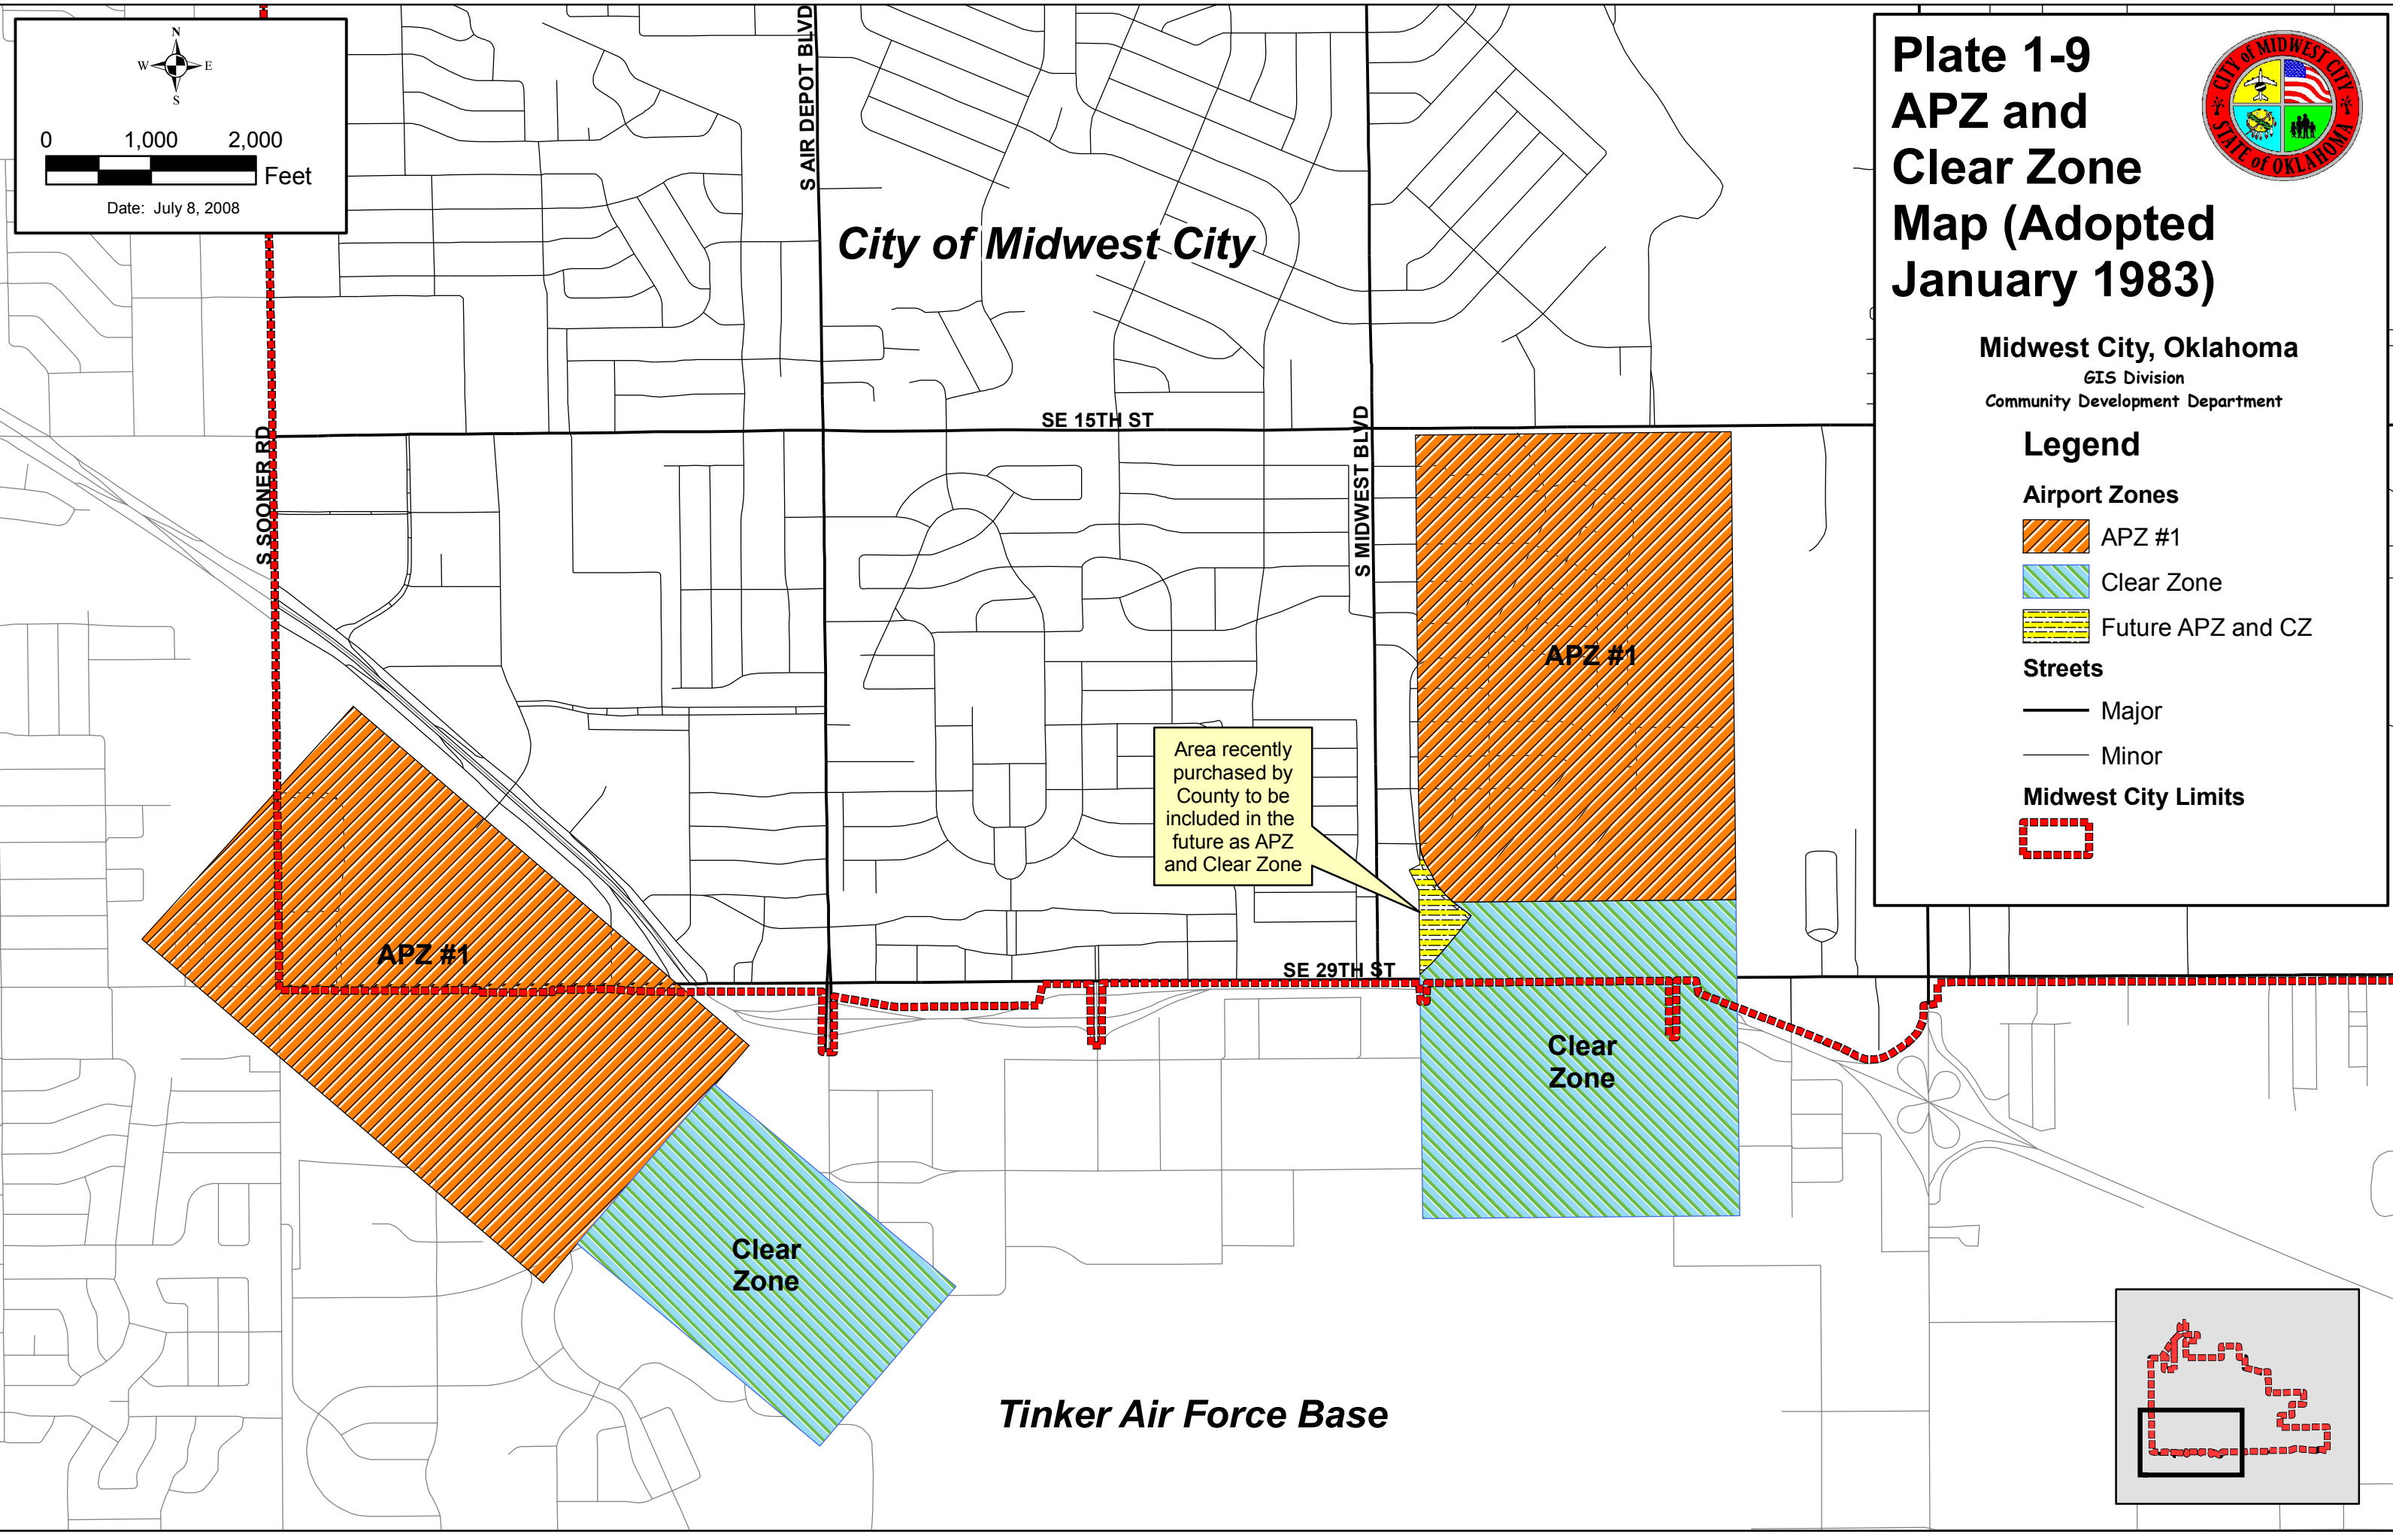 N
W E
S
0 1,000 2,000
Feet
Date: July 8, 2008
S AIR DEPOT BLVD
City of Midwest City
SE 15TH ST
S SOONER RD
S MIDWEST BLVD
APZ #1
Area recently
purchased by
County to be
included in the
future as APZ
and Clear Zone
APZ #1
SE 29TH ST
Clear
Zone
Clear
Zone
Tinker Air Force Base
Plate 1-9
APZ and
Clear Zone
Map (Adopted
January 1983)
CITY of MIDWEST CITY
STATE of OKLAHOMA
Midwest City, Oklahoma
GIS Division
Community Development Department
Legend
Airport Zones
APZ #1
Clear Zone
Future APZ and CZ
Streets
Major
Minor
Midwest City Limits